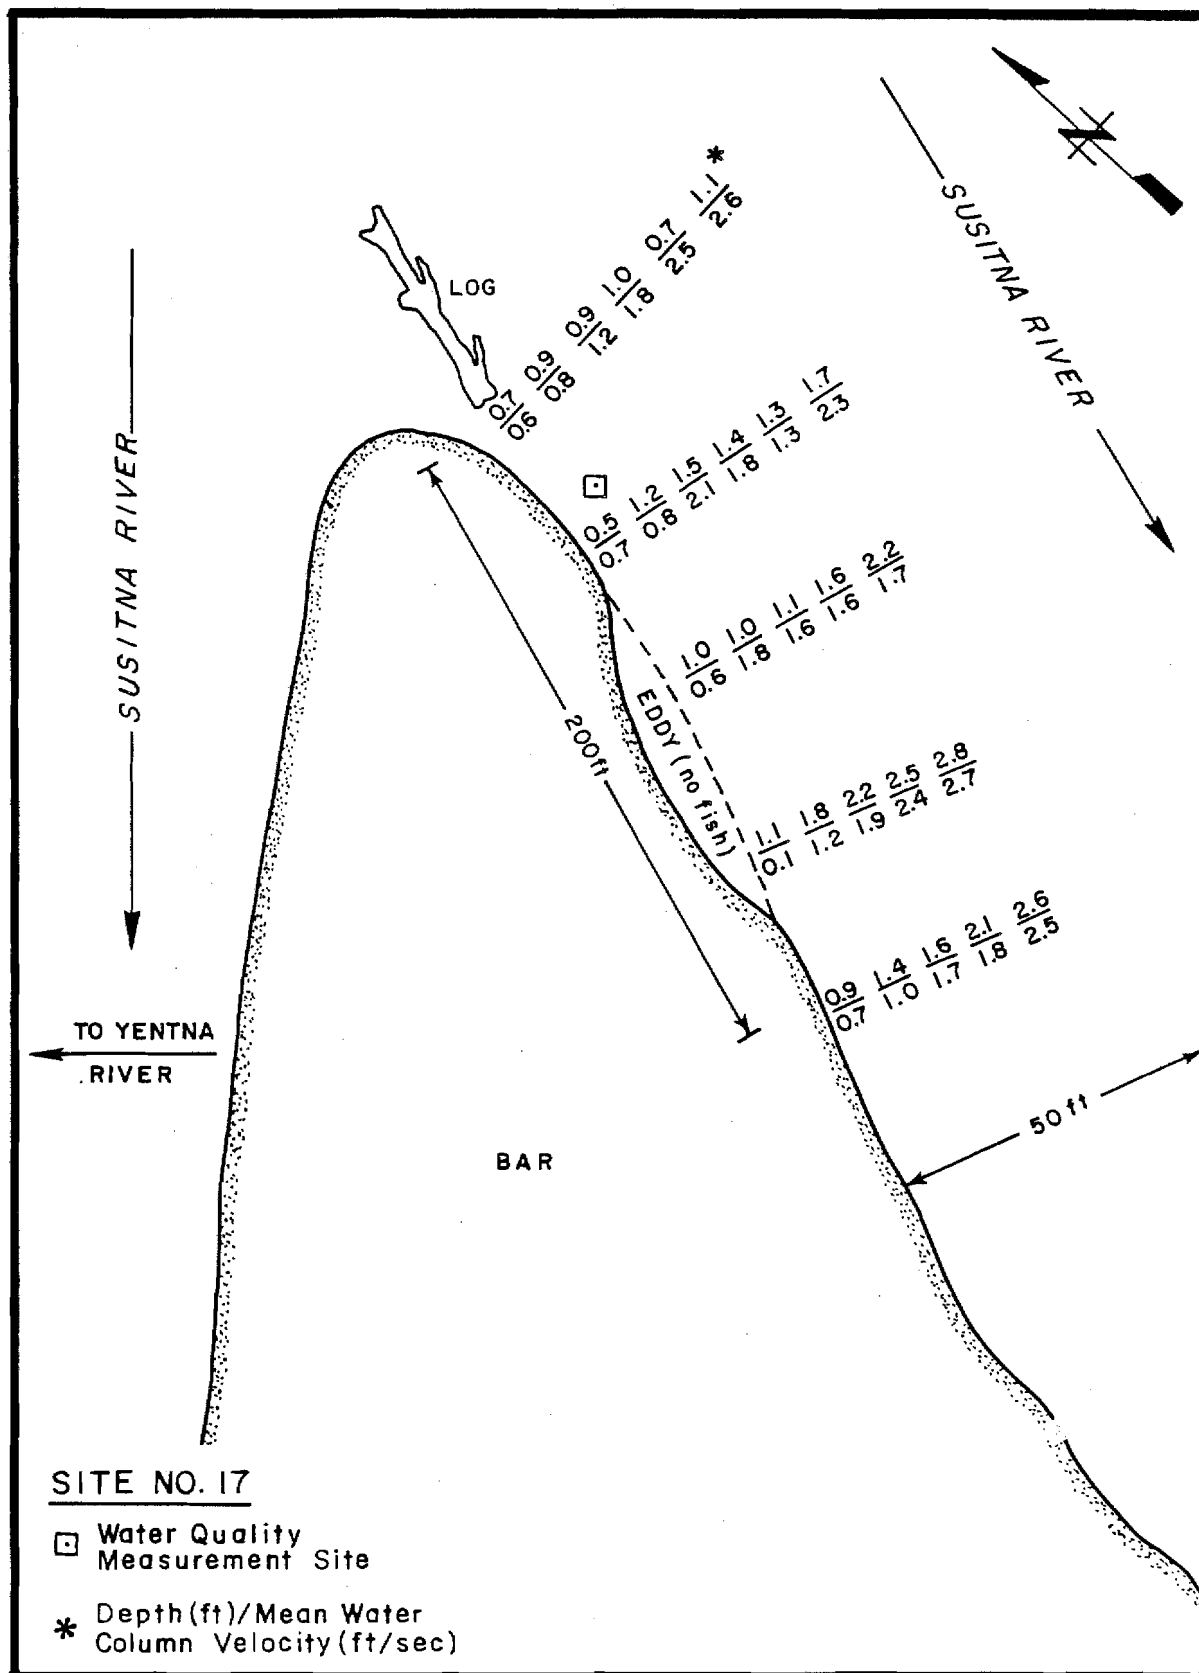 N
*
SUSITNA RIVER
SUSITNA RIVER
LOG
0.7/0.6 0.9/0.8 0.9/1.2 1.0/1.8 0.7/2.5 1.1/2.6
0.5/0.7 1.2/0.8 1.5/2.1 1.4/1.8 1.3/1.3 1.7/2.3
1.0/0.6 1.0/1.8 1.1/1.6 1.6/1.6 2.2/1.7
EDDY (no fish)
200ft
1.1/0.1 1.8/1.2 2.2/1.9 2.5/2.4 2.8/2.7
0.9/0.7 1.4/1.0 1.6/1.7 2.1/1.8 2.6/2.5
TO YENTNA
RIVER
50 ft
BAR
SITE NO. 17
Water Quality
Measurement Site
* Depth (ft)/Mean Water
Column Velocity (ft/sec)